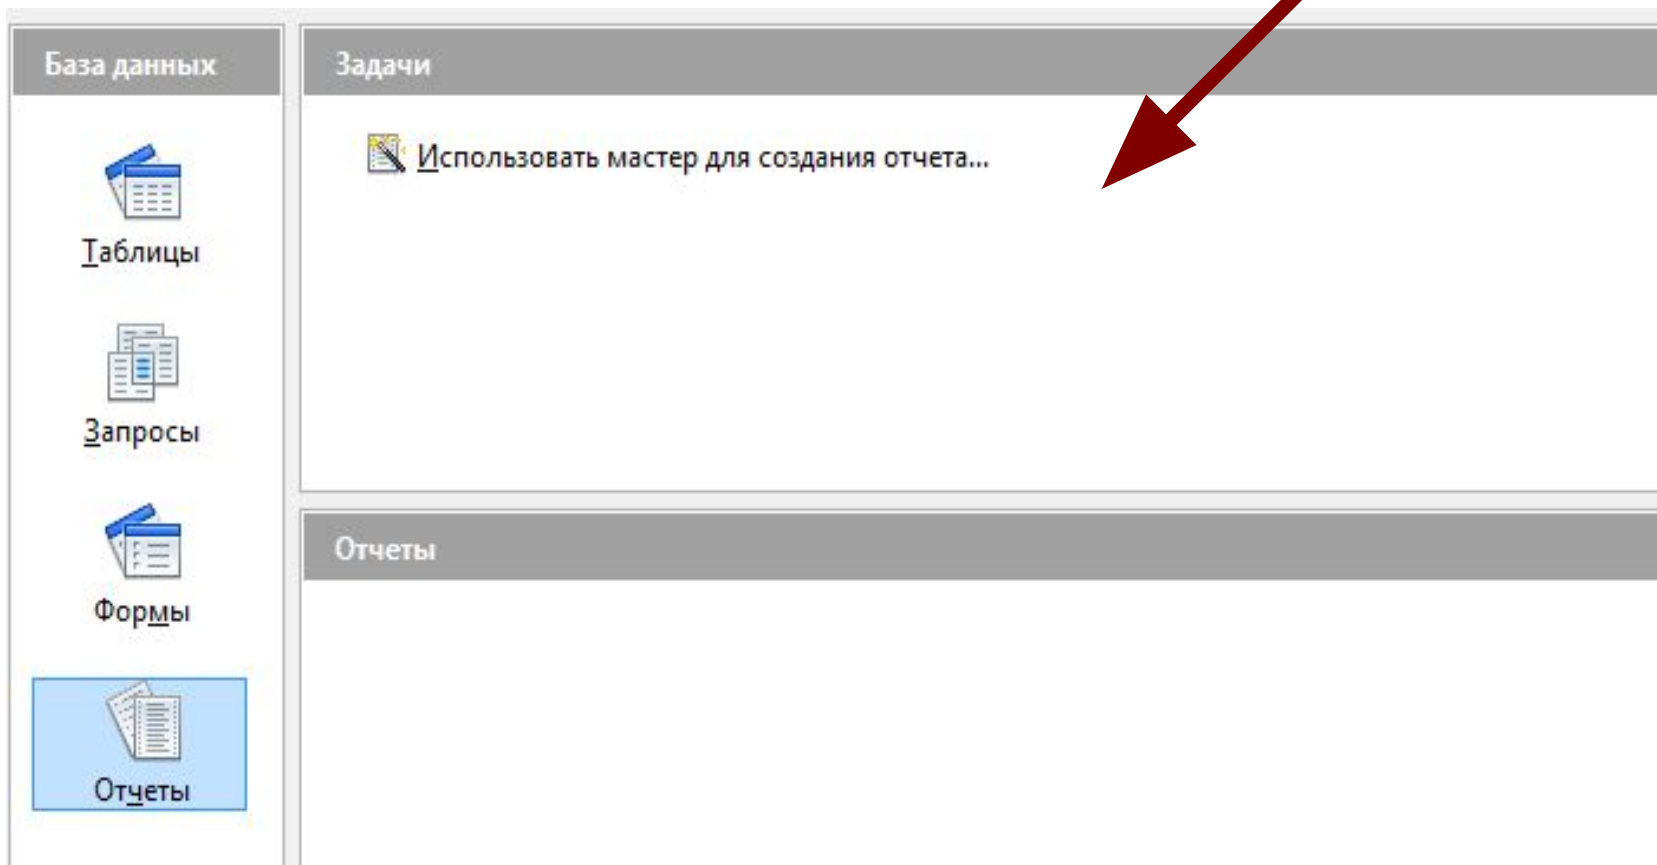 База данных
Таблицы
Запросы
Формы
Отчеты
Задачи
Использовать мастер для создания отчета...
Отчеты